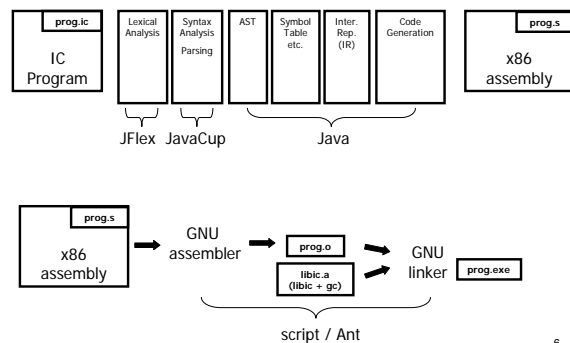 prog.ic
IC
Program
Lexical
Analysis
Syntax
Analysis
Parsing
AST
Symbol
Table
etc.
Inter.
Rep.
(IR)
Code
Generation
prog.s
x86 assembly
JFlex JavaCup Java
prog.s
x86
assembly
GNU
assembler
prog.o
libic.a
(libic + gc)
GNU
linker
prog.exe
script / Ant
6